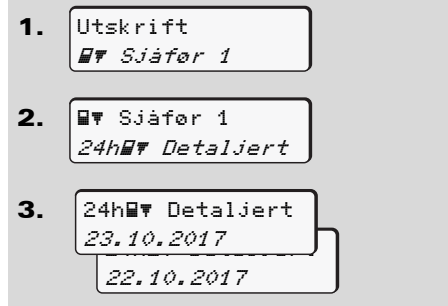 1.
Utskrift
Sjåfør 1
2.
Sjåfør 1
24h Detaljert
3.
24h Detaljert
23.10.2017
22.10.2017